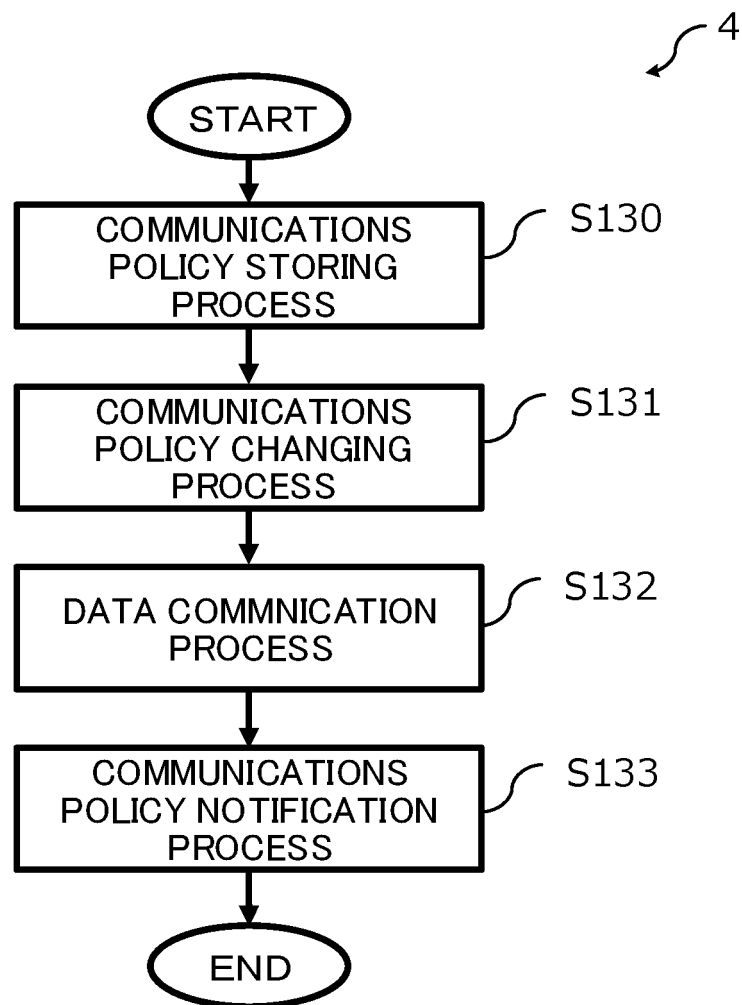 4
START
COMMUNICATIONS
POLICY STORING
PROCESS
S130
COMMUNICATIONS
POLICY CHANGING
PROCESS
S131
DATA COMMNICATION
PROCESS
S132
COMMUNICATIONS
POLICY NOTIFICATION
PROCESS
S133
END